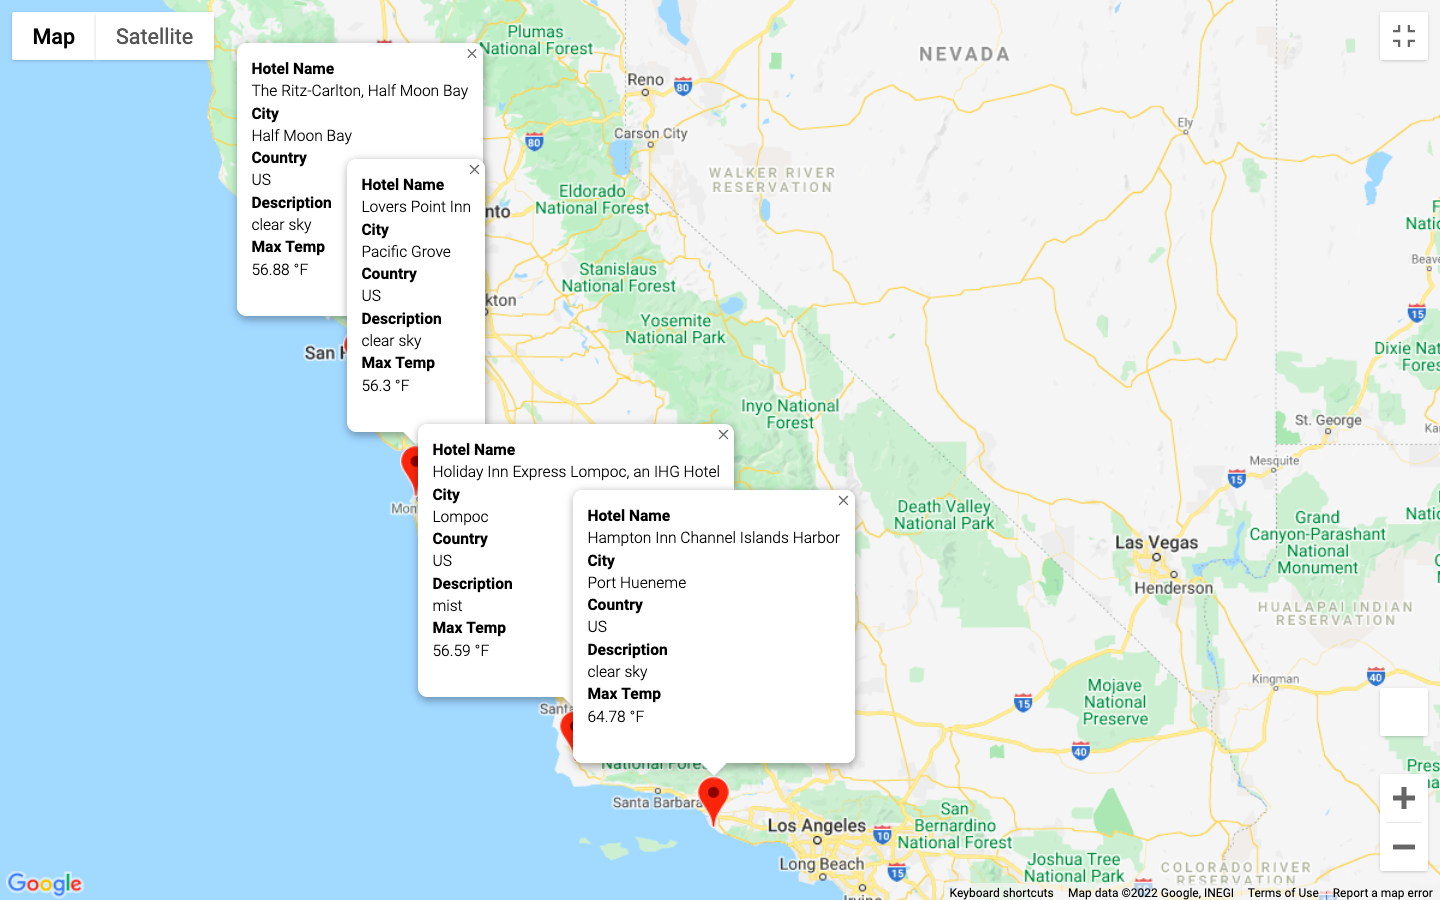 Map
Satellite
Plumas
National Forest
NEVADA
Reno
80
Ely
Carson City
80
WALKER RIVER
RESERVATION
Eldorado
National Forest
nto
Stanislaus
National Forest
kton
Yosemite
National Park
Inyo National
Forest
San
Hotel Name
The Ritz-Carlton, Half Moon Bay
City
Half Moon Bay
Country
US
Description
clear sky
Max Temp
56.88 °F
Hotel Name
Lovers Point Inn
City
Pacific Grove
Country
US
Description
clear sky
Max Temp
56.3 °F
Hotel Name
Holiday Inn Express Lompoc, an IHG Hotel
City
Lompoc
Country
US
Description
mist
Max Temp
56.59 °F
Hotel Name
Hampton Inn Channel Islands Harbor
City
Port Hueneme
Country
US
Description
clear sky
Max Temp
64.78 °F
F
Nati
Fore
Beave
15
Dixie Nat
Fores
St. George
Ka
Mesquite
15
Nati
Death Valley
National Park
Grand
Canyon-Parashant
National
Monument
Las Vegas
Henderson
HUALAPAI INDIAN
RESERVATION
Mon
Kingman
40
Mojave
National
Preserve
15
40
Santa
National Fores
Pres
Santa Barbara
Los Angeles
10
San
Bernardino
National Forest
Long Beach
15
Joshua Tree
National Park
COLORADO RIVER
RESERVATION
Irvine
Google
Keyboard shortcuts
Map data ©2022 Google, INEGI
Terms of Use
Report a map error